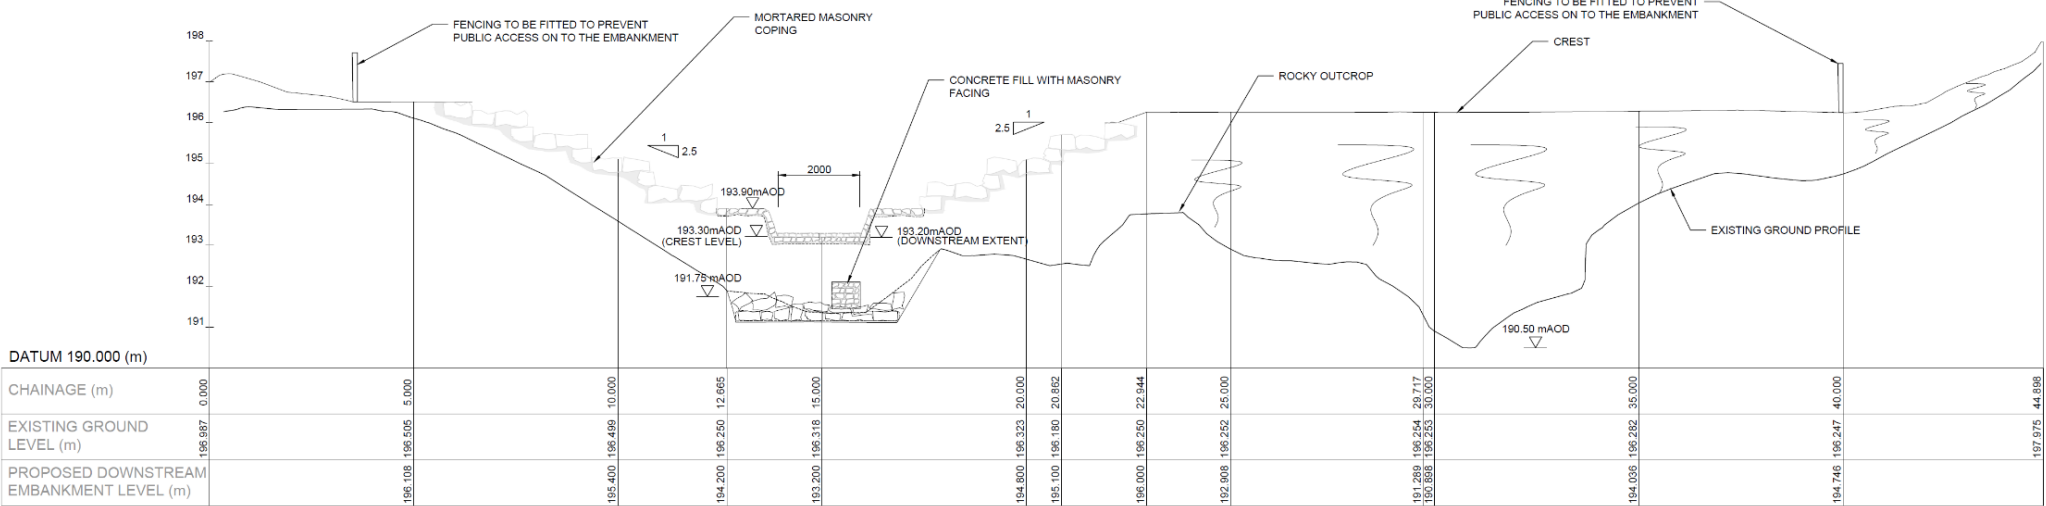 FENCING TO BE FITTED TO PREVENT
PUBLIC ACCESS ON TO THE EMBANKMENT
MORTARED MASONRY
COPING
FENCING TO BE FITTED TO PREVENT
PUBLIC ACCESS ON TO THE EMBANKMENT
CREST
CONCRETE FILL WITH MASONRY
FACING
ROCKY OUTCROP
198
197
196
195
194
193
192
191
1
2.5
1
2.5
2000
193.90mAOD
193.30mAOD
(CREST LEVEL)
193.20mAOD
(DOWNSTREAM EXTENT)
191.75 mAOD
EXISTING GROUND PROFILE
190.50 mAOD
DATUM 190.000 (m)
CHAINAGE (m)
0.000 5.000 10.000 12.665 15.000 20.000 20.862 22.944 25.000 29.717 30.000 35.000 40.000 44.898
EXISTING GROUND
LEVEL (m)
196.987 196.505 196.499 196.250 196.318 196.323 196.180 196.250 196.252 196.254 196.253 196.282 196.247 197.975
PROPOSED DOWNSTREAM
EMBANKMENT LEVEL (m)
196.108 195.400 194.200 193.200 194.800 195.100 196.000 192.908 191.289 190.898 194.036 194.746